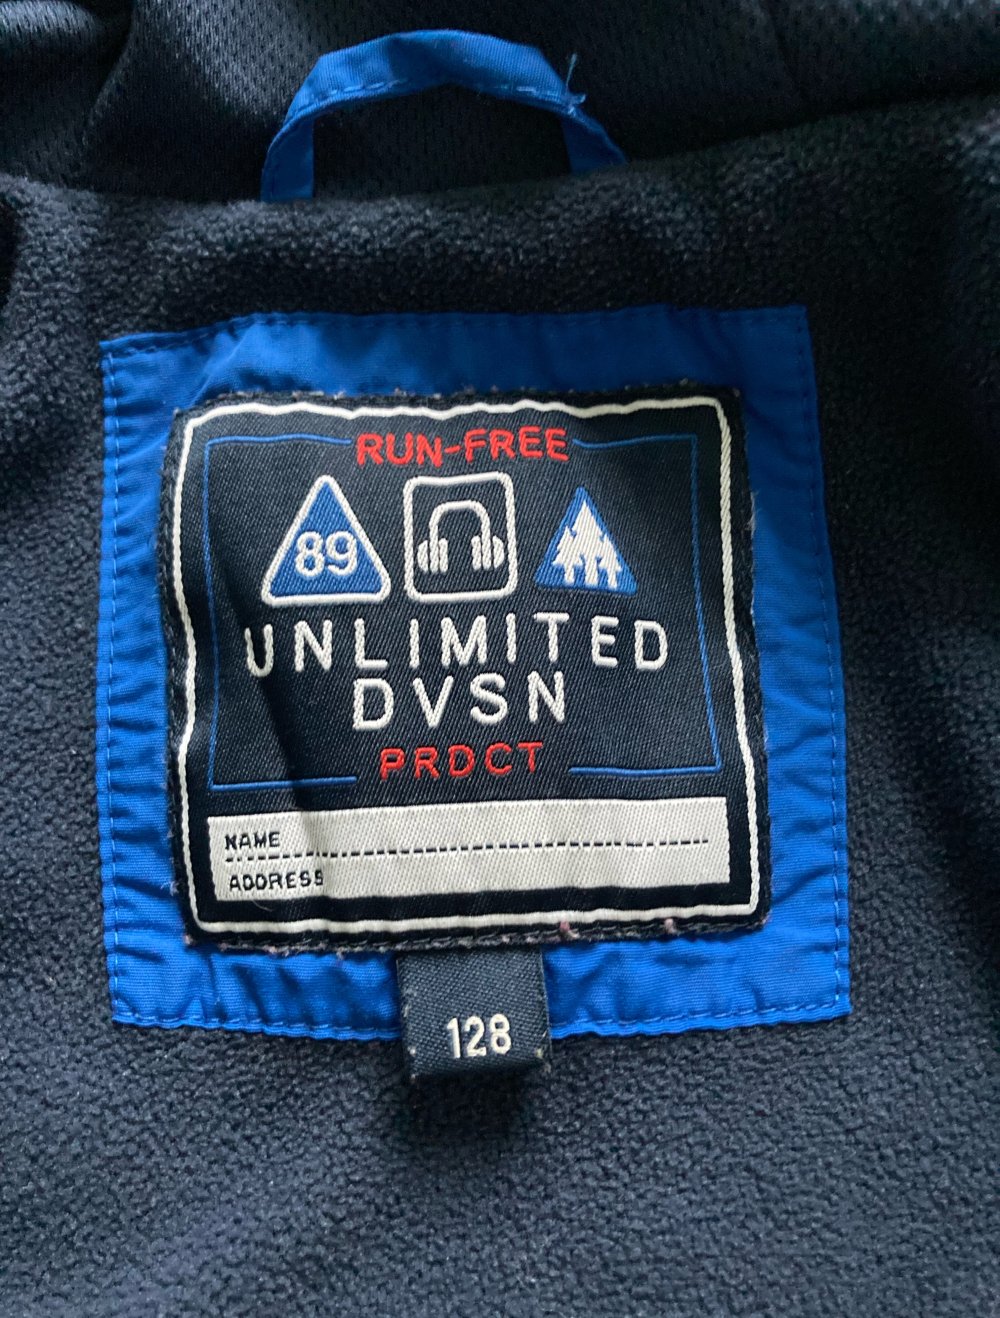 RUN-FREE
89
UNLIMITED
DVSN
PRDCT
NAME
ADDRESS
128